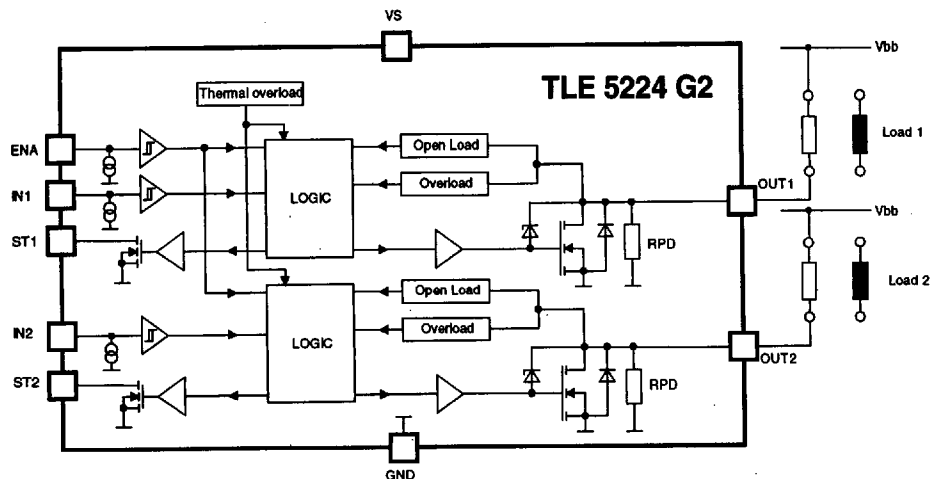 VS
Vbb
TLE 5224 G2
Thermal overload
ENA
Open Load
Load 1
IN1
Overload
LOGIC
OUT1
Vbb
ST1
RPD
Open Load
Load 2
IN2
Overload
LOGIC
OUT2
ST2
RPD
GND